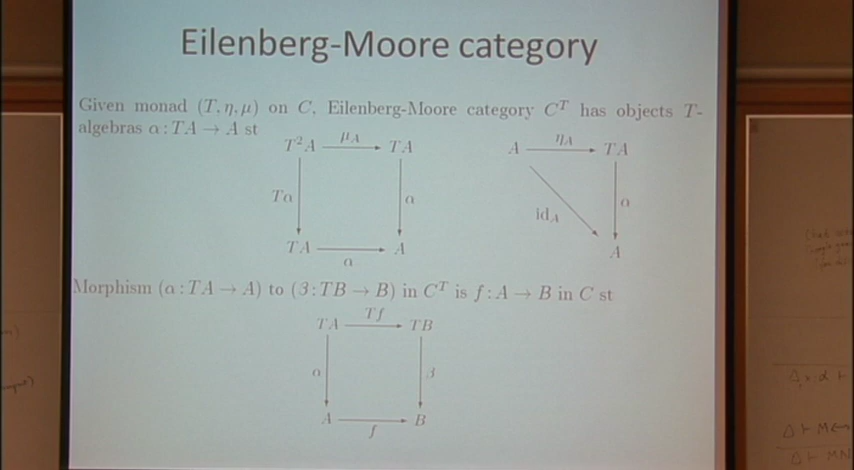 Eilenberg-Moore category
Given monad (T, η, μ) on C, Eilenberg-Moore category C^T has objects T-
algebras α : TA → A st
T²A μ_A TA
A η_A TA
Tα α
id_A α
TA α A
A
Morphism (α : TA → A) to (β : TB → B) in C^T is f : A → B in C st
TA Tf TB
α β
A f B
Δ, x
Δ ⊢ M
Δ ⊢ MN